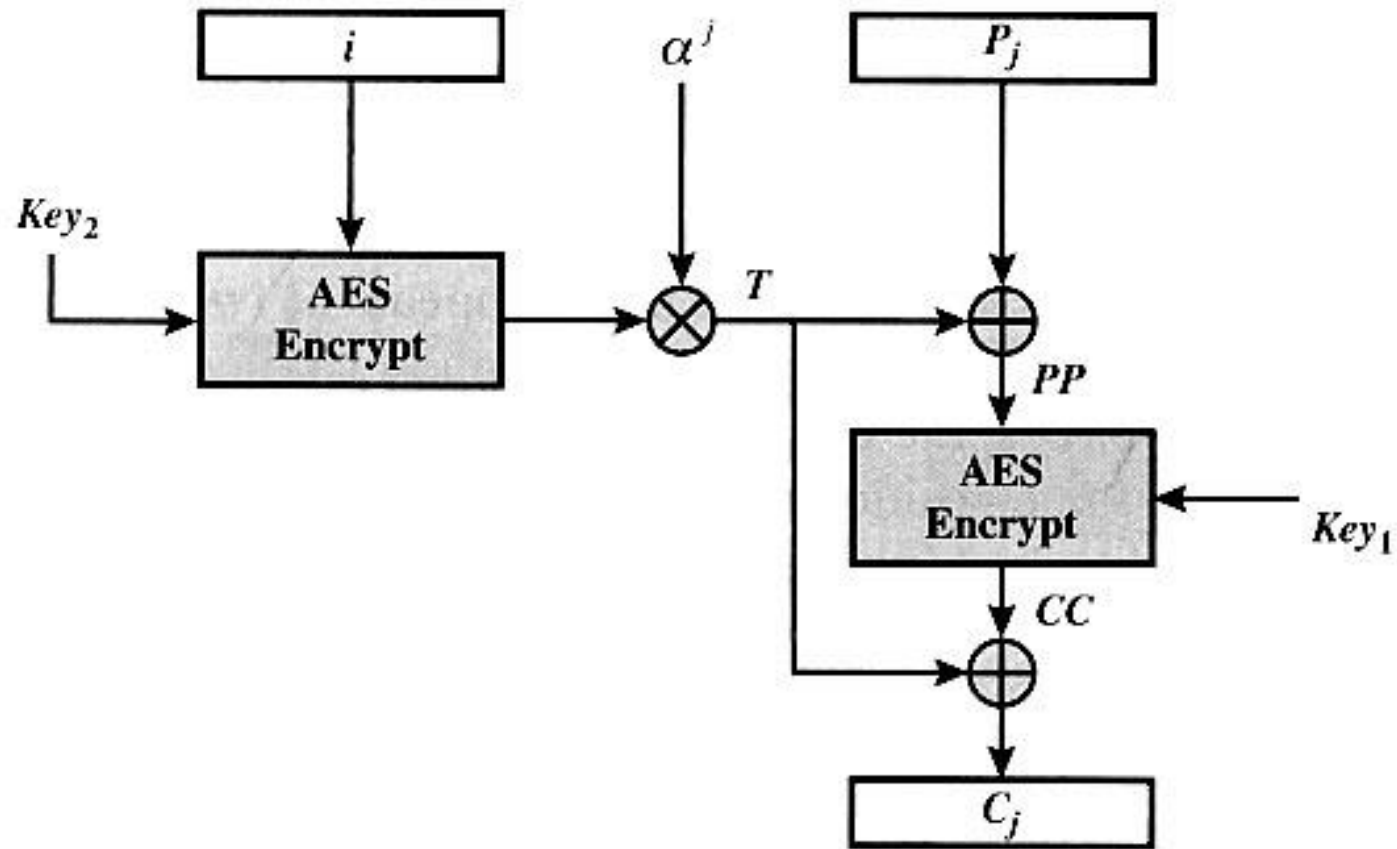 i
α^j
P_j
Key_2
AES
Encrypt
T
PP
AES
Encrypt
Key_1
CC
C_j